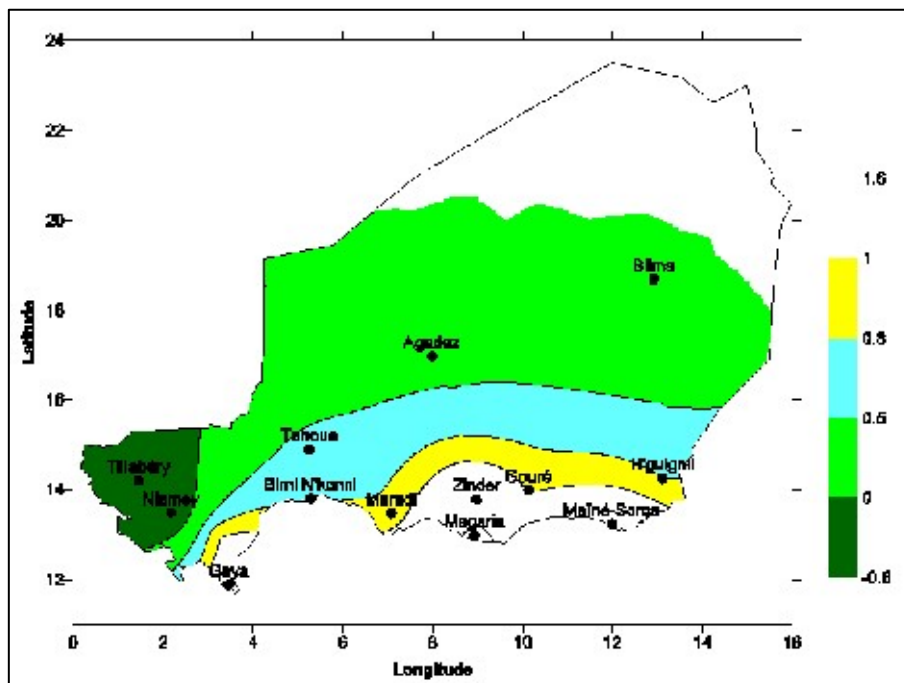 24
22
20
18
16
14
12
Latitude
0
2
4
6
8
10
12
14
16
Longitude
Bilma
Agadez
Tahoua
Tillabéry
Niamey
Birni N'konni
Maradi
Zinder
Gouré
N'guigmi
Magaria
Maïné-Soroa
Gaya
1.6
1
0.8
0.5
0
-0.6